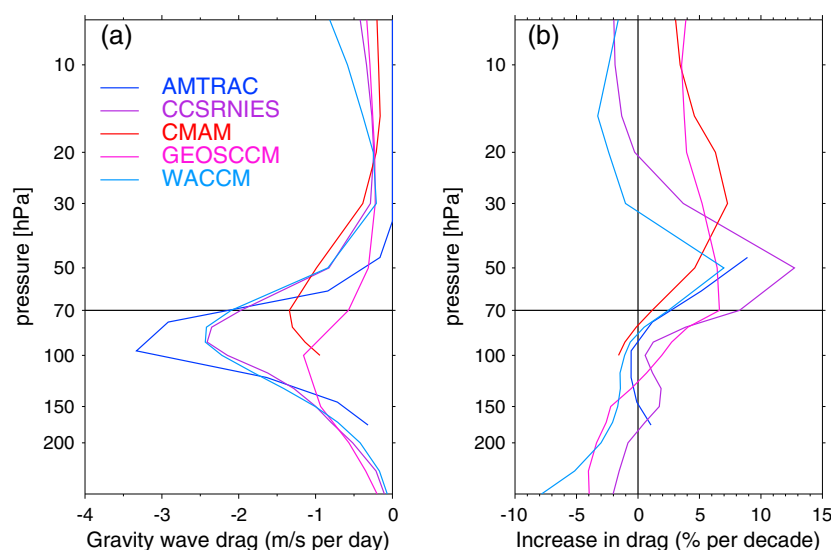 (a)
AMTRAC
CCSRNIES
CMAM
GEOSCCM
WACCM
pressure [hPa]
10
20
30
50
70
100
150
200
-4 -3 -2 -1 0
Gravity wave drag (m/s per day)
(b)
pressure [hPa]
10
20
30
50
70
100
150
200
-10 -5 0 5 10 15
Increase in drag (% per decade)